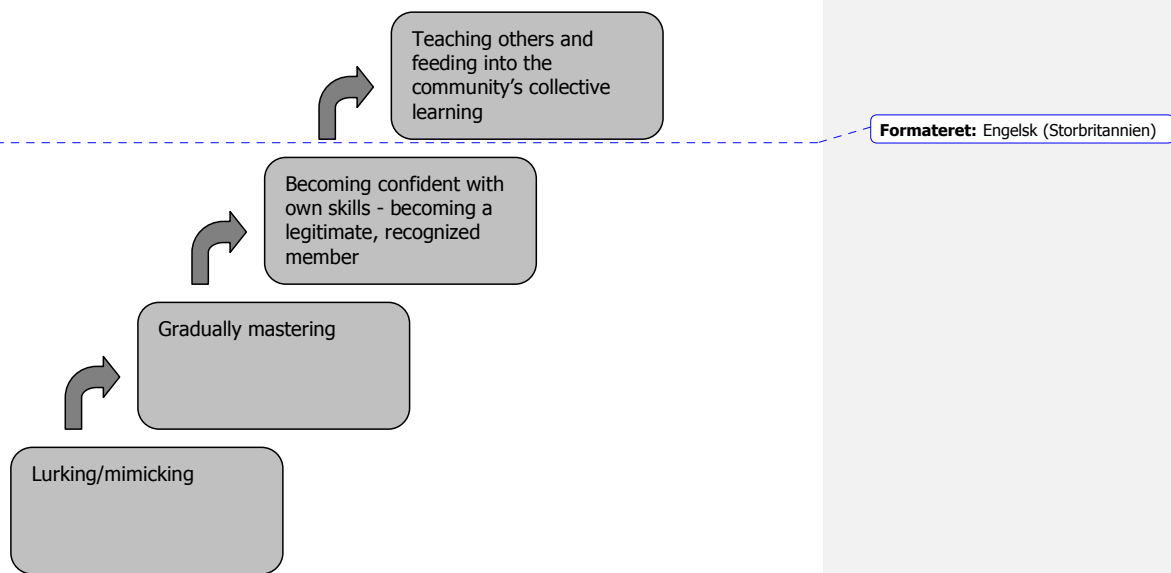 Teaching others and
feeding into the
community’s collective
learning
Formateret: Engelsk (Storbritannien)
Becoming confident with
own skills - becoming a
legitimate, recognized
member
Gradually mastering
Lurking/mimicking